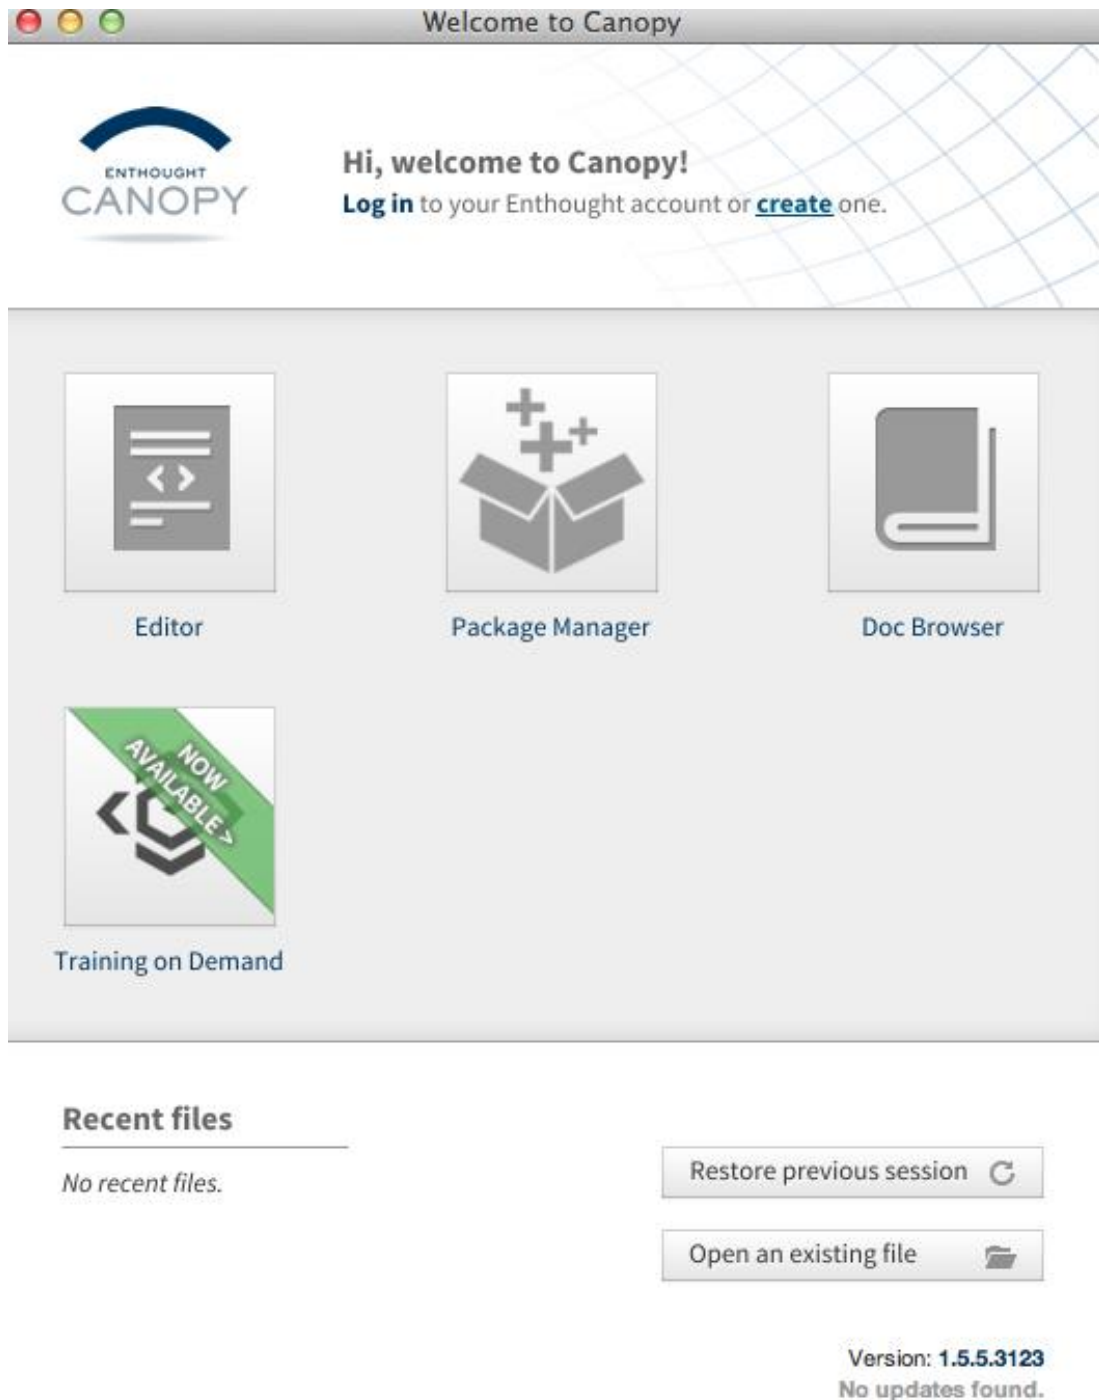 Welcome to Canopy
ENTHOUGHT
CANOPY
Hi, welcome to Canopy!
Log in to your Enthought account or create one.
Editor
Package Manager
Doc Browser
NOW
AVAILABLE >
Training on Demand
Recent files
No recent files.
Restore previous session
Open an existing file
Version: 1.5.5.3123
No updates found.